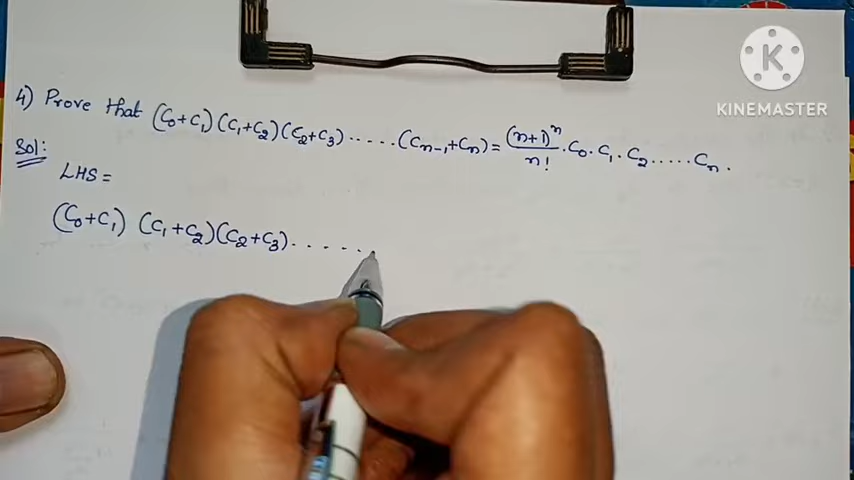 K
KINEMASTER
4) Prove that (C₀+C₁)(C₁+C₂)(C₂+C₃).....(Cₙ₋₁+Cₙ) = (n+1)ⁿ/n! . C₀ . C₁ . C₂ ..... Cₙ .
Sol:
LHS =
(C₀+C₁) (C₁+C₂)(C₂+C₃)......